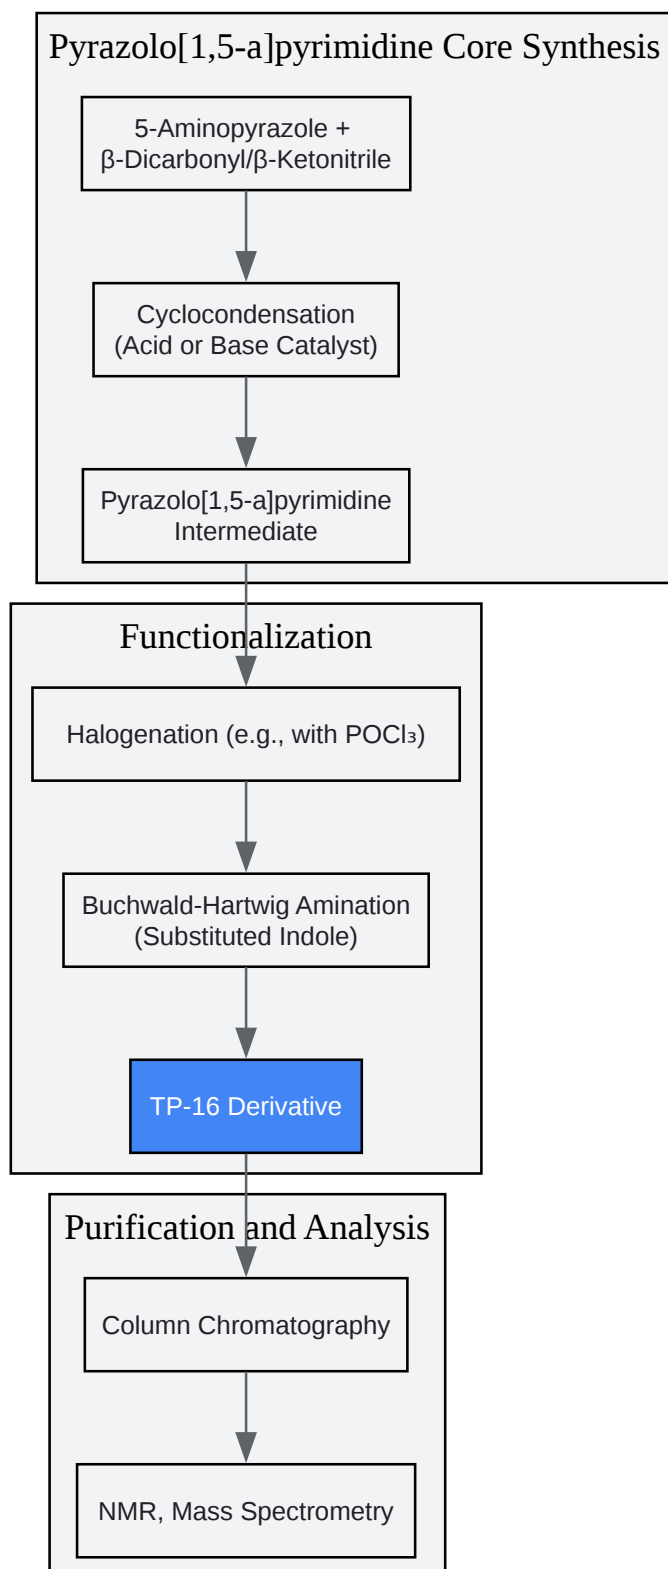 Pyrazolo[1,5-a]pyrimidine Core Synthesis
5-Aminopyrazole +
β-Dicarbonyl/β-Ketonitrile
Cyclocondensation
(Acid or Base Catalyst)
Pyrazolo[1,5-a]pyrimidine
Intermediate
Functionalization
Halogenation (e.g., with POCl₃)
Buchwald-Hartwig Amination
(Substituted Indole)
TP-16 Derivative
Purification and Analysis
Column Chromatography
NMR, Mass Spectrometry